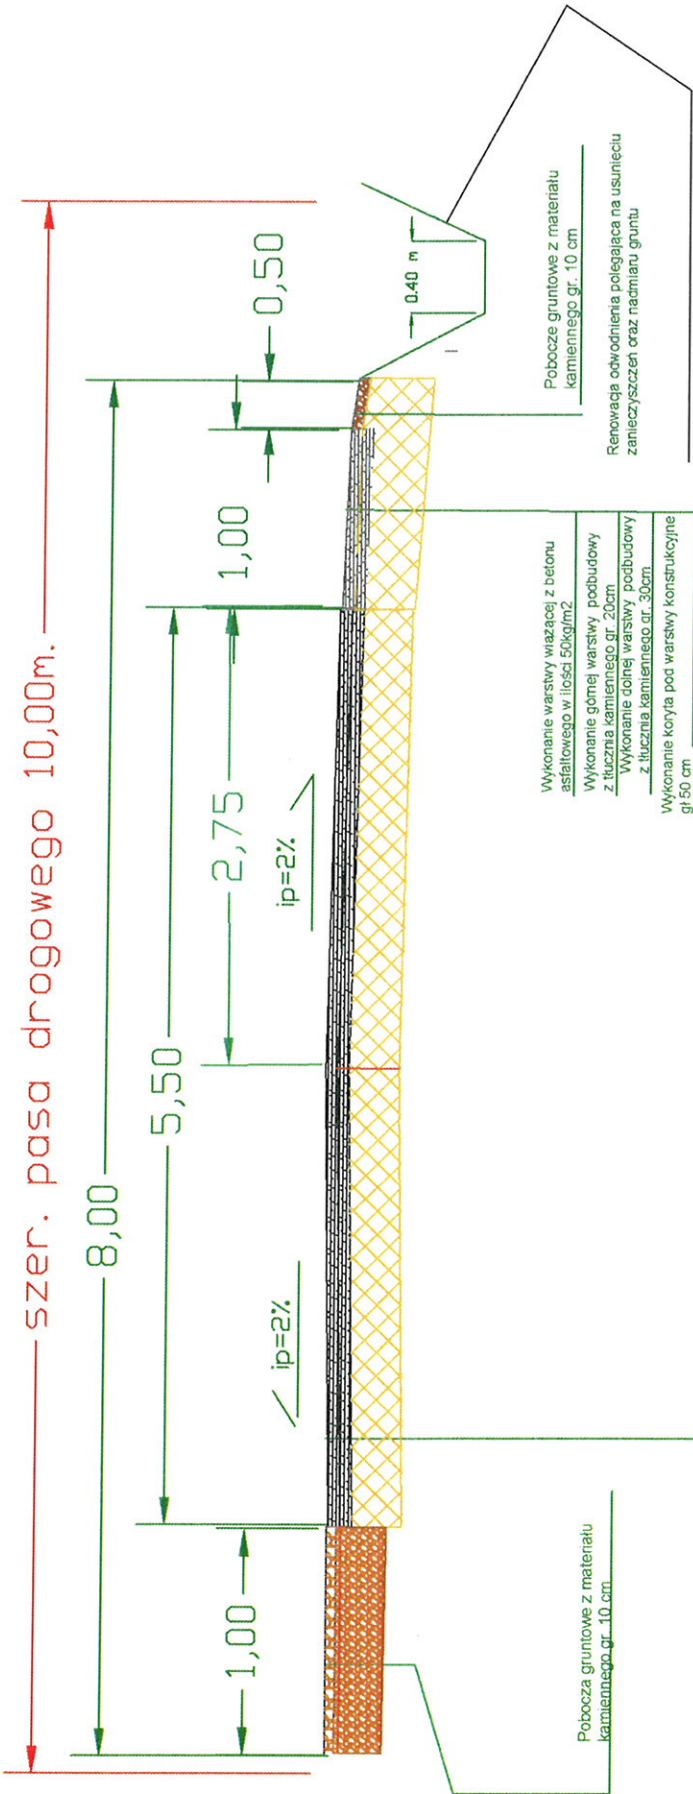 szer. pasa drogowego 10,00m.
8,00
5,50
1,00
2,75
1,00
0,50
ip=2%
ip=2%
0.40 m
Pobocza gruntowe z materiału
kamiennego gr. 10 cm
Wykonanie warstwy wiążącej z betonu
asfaltowego w ilości 50kg/m2
Wykonanie górnej warstwy podbudowy
z tłucznia kamiennego gr. 20cm
Wykonanie dolnej warstwy podbudowy
z tłucznia kamiennego gr. 30cm
Wykonanie koryta pod warstwy konstrukcyjne
gł 50 cm
Pobocze gruntowe z materiału
kamiennego gr. 10 cm
Renowacja odwodnienia polegająca na usunięciu
zanieczyszczeń oraz nadmiaru gruntu